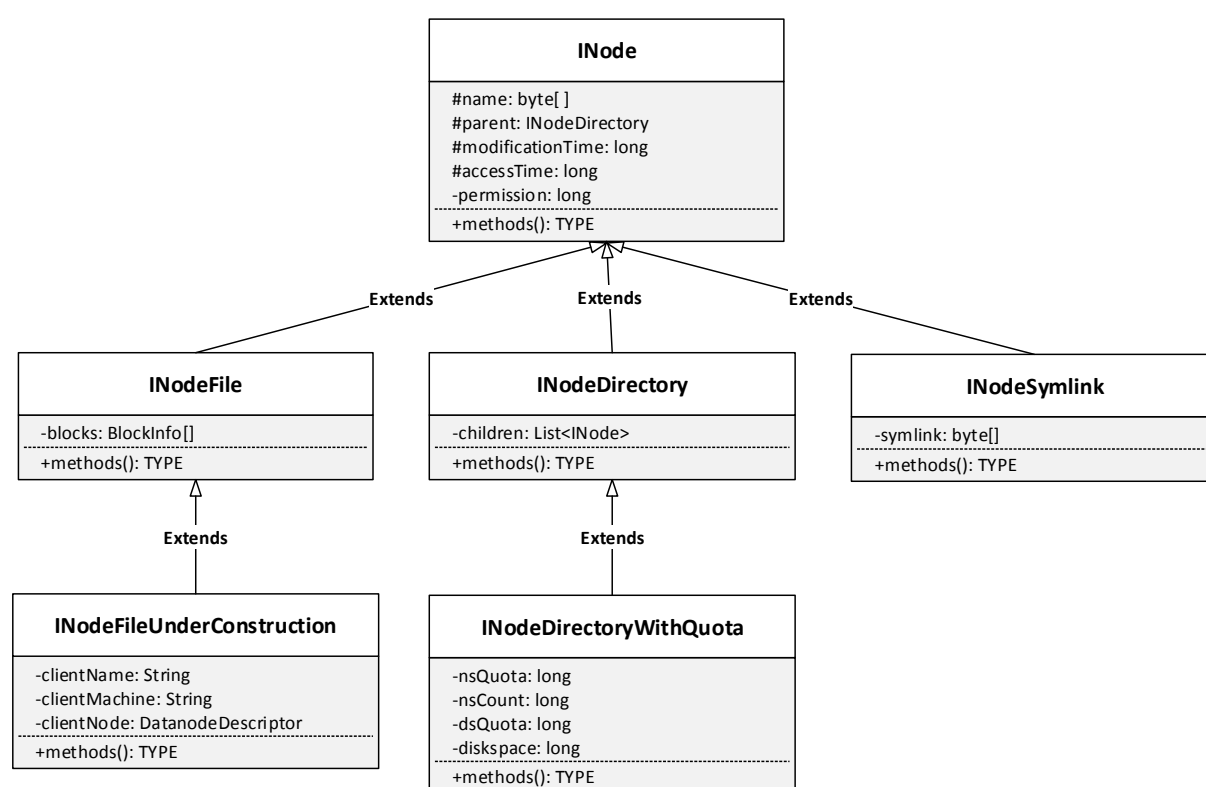 INode
#name: byte[ ]
#parent: INodeDirectory
#modificationTime: long
#accessTime: long
-permission: long
+methods(): TYPE
Extends
Extends
Extends
INodeFile
-blocks: BlockInfo[]
+methods(): TYPE
INodeDirectory
-children: List<INode>
+methods(): TYPE
INodeSymlink
-symlink: byte[]
+methods(): TYPE
Extends
Extends
INodeFileUnderConstruction
-clientName: String
-clientMachine: String
-clientNode: DatanodeDescriptor
+methods(): TYPE
INodeDirectoryWithQuota
-nsQuota: long
-nsCount: long
-dsQuota: long
-diskspace: long
+methods(): TYPE